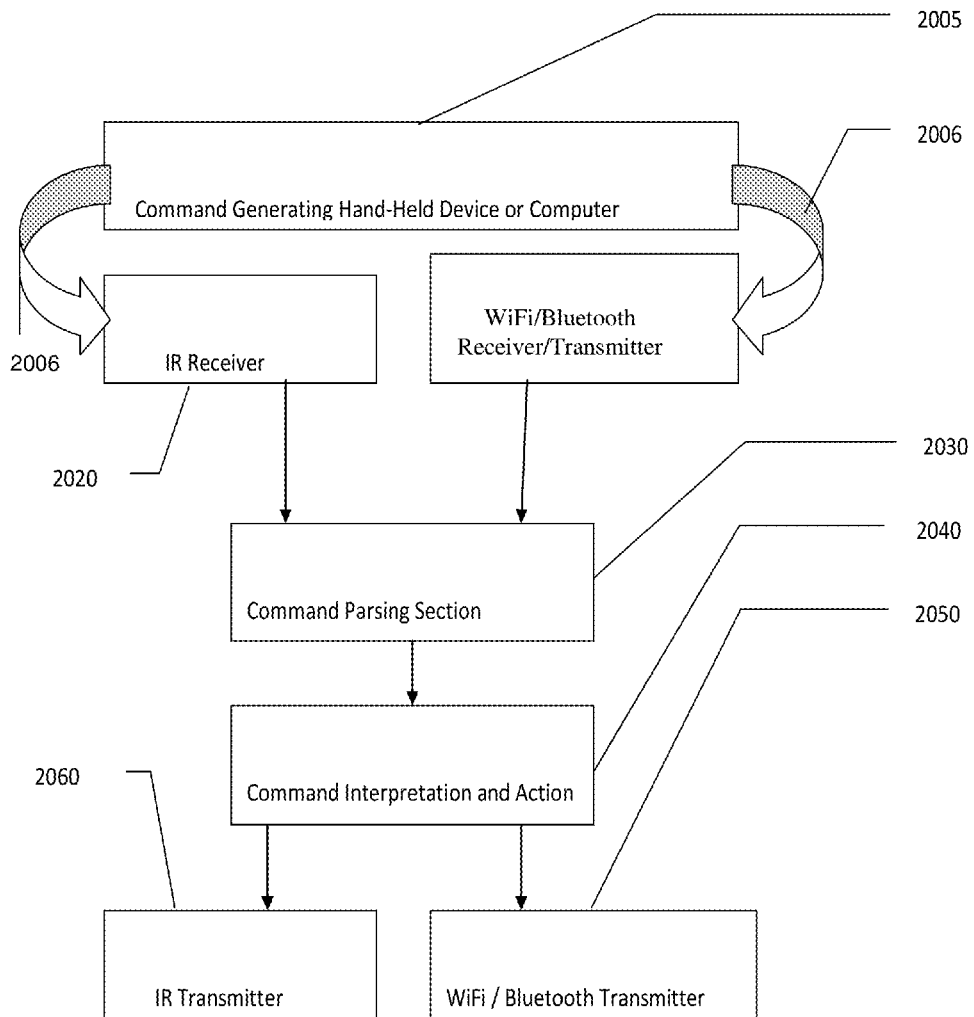 2005
2006
Command Generating Hand-Held Device or Computer
WiFi/Bluetooth
Receiver/Transmitter
IR Receiver
2006
2020
2030
2040
Command Parsing Section
2050
2060
Command Interpretation and Action
IR Transmitter
WiFi / Bluetooth Transmitter